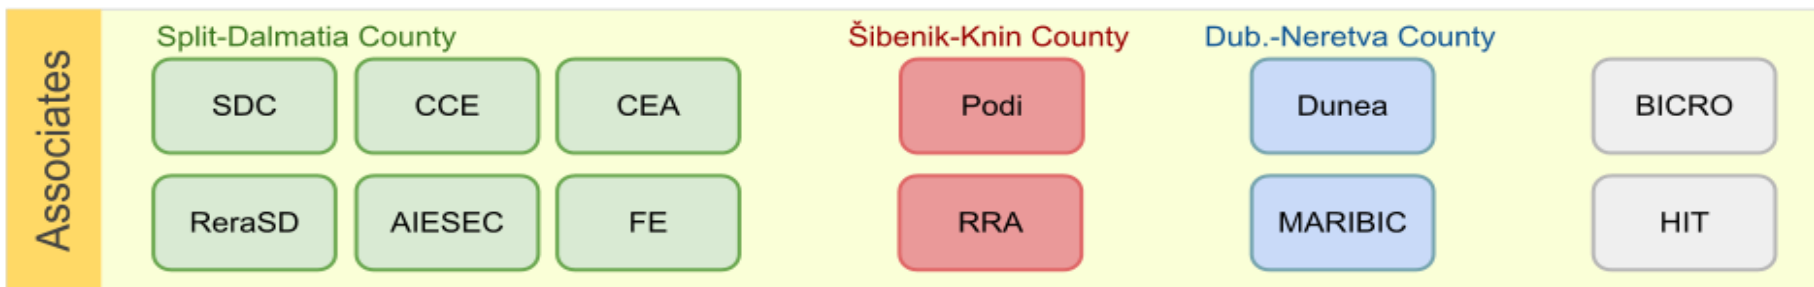 Associates
Split-Dalmatia County
Šibenik-Knin County
Dub.-Neretva County
SDC
CCE
CEA
Podi
Dunea
BICRO
ReraSD
AIESEC
FE
RRA
MARIBIC
HIT